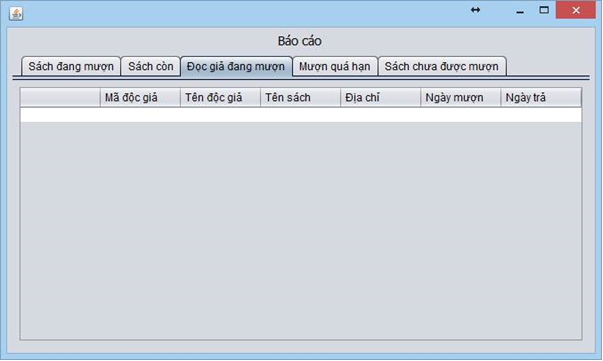 Báo cáo
Sách đang mượn Sách còn Đọc giả đang mượn Mượn quá hạn Sách chưa được mượn
Mã độc giả Tên độc giả Tên sách Địa chỉ Ngày mượn Ngày trả